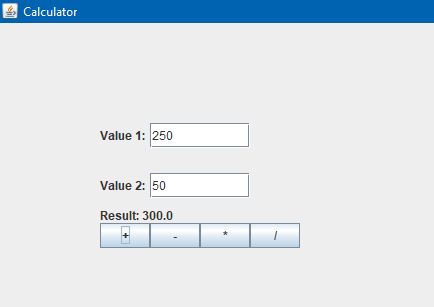 Calculator
Value 1: 250
Value 2: 50
Result: 300.0
+ - * /